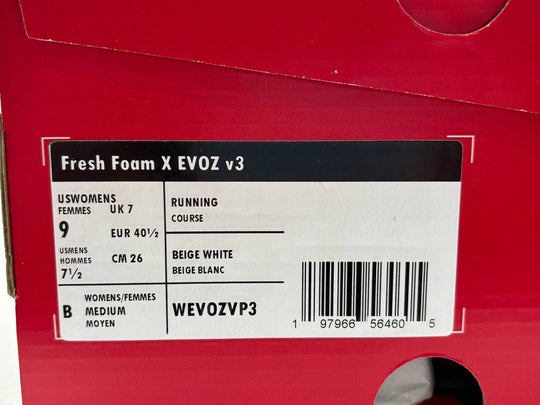 Fresh Foam X EVOZ v3
USWOMENS
FEMMES
9
UK 7
EUR 40½
USMENS
HOMMES
7½
CM 26
RUNNING
COURSE
BEIGE WHITE
BEIGE BLANC
B
WOMENS/FEMMES
MEDIUM
MOYEN
WEVOZVP3
1 97966 56460 5